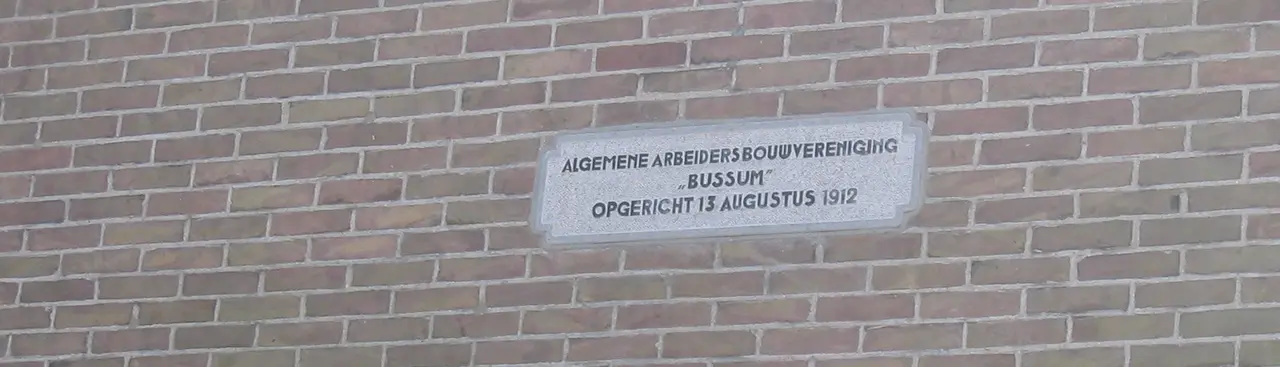 ALGEMENE ARBEIDERSBOUWVERENIGING
„BUSSUM”
OPGERICHT 13 AUGUSTUS 1912